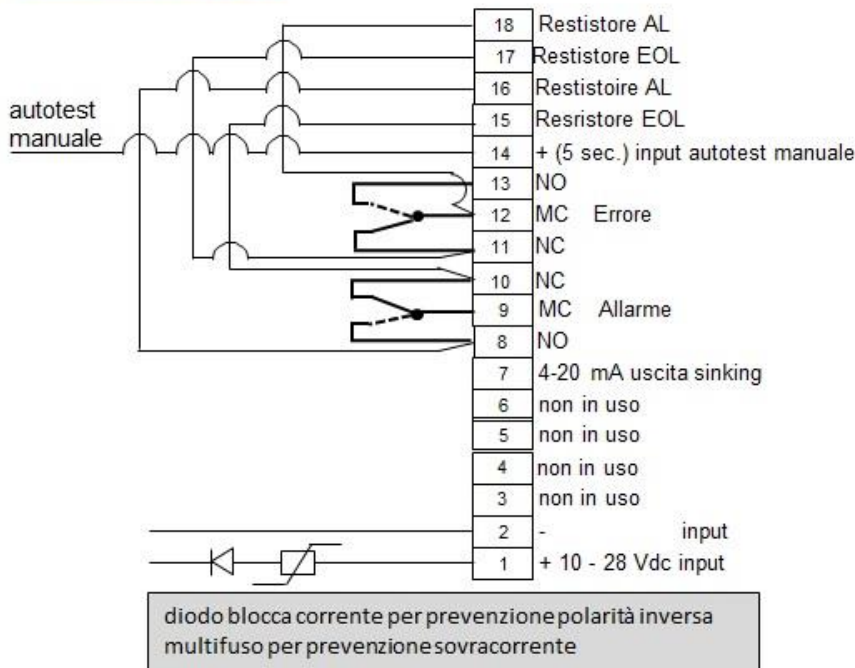 18 Restistore AL
17 Restistore EOL
16 Restistoire AL
autotest
manuale
15 Resristore EOL
14 + (5 sec.) input autotest manuale
13 NO
12 MC Errore
11 NC
10 NC
9 MC Allarme
8 NO
7 4-20 mA uscita sinking
6 non in uso
5 non in uso
4 non in uso
3 non in uso
2 - input
1 + 10 - 28 Vdc input
diodo blocca corrente per prevenzione polarità inversa
multifuso per prevenzione sovracorrente